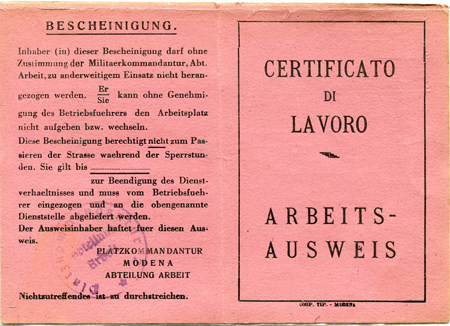 BESCHEINIGUNG.
Inhaber (in) dieser Bescheinigung darf ohne
Zustimmung der Militaerkommandantur, Abt.
Arbeit, zu anderweitigem Einsatz nicht heran-
gezogen werden. Er
Sie kann ohne Genehmi-
gung des Betriebsfuehrers den Arbeitsplatz
nicht aufgeben bzw. wechseln.
Diese Bescheinigung berechtigt nicht zum Pas-
sieren der Strasse waehrend der Sperrstun-
den. Sie gilt bis
zur Beendigung des Dienst-
verhaeltnisses und muss vom Betriebsfueh-
rer eingezogen und an die obengenannte
Dienststelle abgeliefert werden.
Der Ausweisinhaber haftet fuer diesen Aus-
weis.
PLATZKOMMANDANTUR
MODENA
ABTEILUNG ARBEIT
Nichtzutreffendes ist zu durchstreichen.
CERTIFICATO
DI
LAVORO
ARBEITS-
AUSWEIS
COOP. TIP. - MODENA